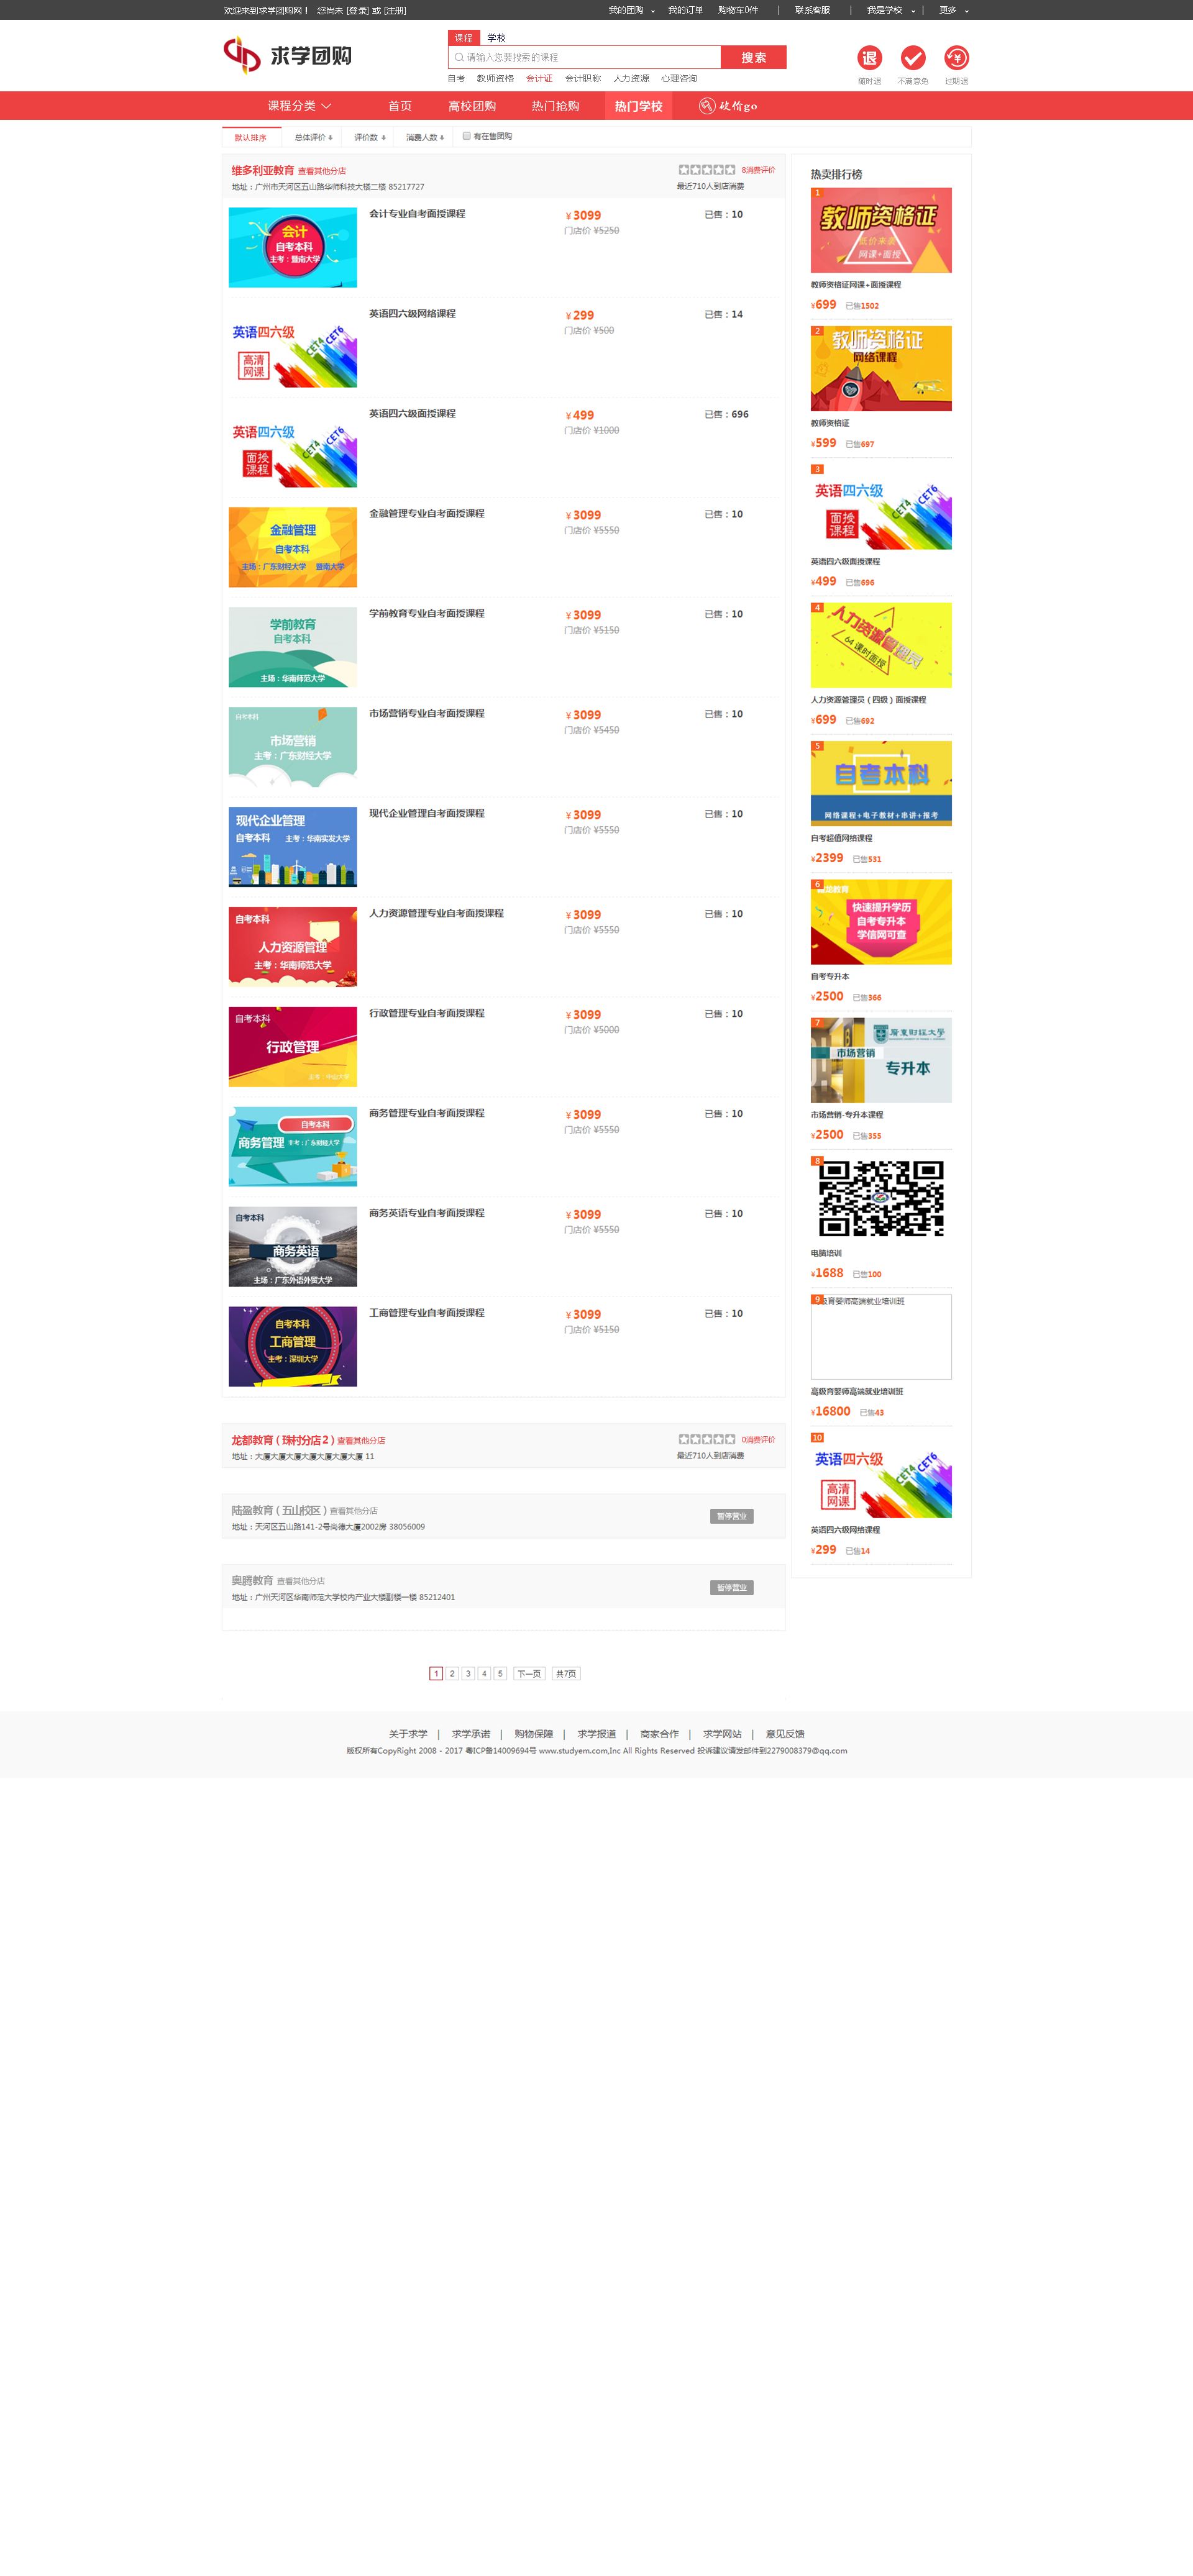 欢迎来到求学团购网！ 您尚未 [登录] 或 [注册]
我的团购 我的订单 购物车0件 | 联系客服 | 我是学校 | 更多
求学团购
课程 学校
请输入您要搜索的课程 搜索
自考 教师资格 会计证 会计职称 人力资源 心理咨询
退
随时退 不满意免 过期退
课程分类 首页 高校团购 热门抢购 热门学校 砍价go
默认排序 总体评价 评价数 消费人数 有在售团购
维多利亚教育 查看其他分店 8消费评价
地址：广州市天河区五山路华师科技大楼二楼 85217727 最近710人到店消费
会计
自考本科
主考：暨南大学
会计专业自考面授课程 ¥3099 已售：10
门店价 ¥5250
英语四六级
高清网课
CET4 CET6
英语四六级网络课程 ¥299 已售：14
门店价 ¥500
英语四六级
面授课程
CET4 CET6
英语四六级面授课程 ¥499 已售：696
门店价 ¥1000
金融管理
自考本科
主场：广东财经大学 暨南大学
金融管理专业自考面授课程 ¥3099 已售：10
门店价 ¥5550
学前教育
自考本科
主场：华南师范大学
学前教育专业自考面授课程 ¥3099 已售：10
门店价 ¥5150
自考本科
市场营销
主考：广东财经大学
市场营销专业自考面授课程 ¥3099 已售：10
门店价 ¥5450
现代企业管理
自考本科 主考：华南实发大学
现代企业管理自考面授课程 ¥3099 已售：10
门店价 ¥5550
自考本科
人力资源管理
主考：华南师范大学
人力资源管理专业自考面授课程 ¥3099 已售：10
门店价 ¥5550
自考本科
行政管理
行政管理专业自考面授课程 ¥3099 已售：10
门店价 ¥5000
自考本科
商务管理 主考：广东财经大学
商务管理专业自考面授课程 ¥3099 已售：10
门店价 ¥5550
自考本科
商务英语
主场：广东外语外贸大学
商务英语专业自考面授课程 ¥3099 已售：10
门店价 ¥5550
自考本科
工商管理
主考：深圳大学
工商管理专业自考面授课程 ¥3099 已售：10
门店价 ¥5150
龙都教育（珠村分店2）查看其他分店 0消费评价
地址：大厦大厦大厦大厦大厦大厦大厦 11 最近710人到店消费
陆盈教育（五山校区）查看其他分店 暂停营业
地址：天河区五山路141-2号尚德大厦2002房 38056009
奥腾教育 查看其他分店 暂停营业
地址：广州天河区华南师范大学校内产业大楼副楼一楼 85212401
1 2 3 4 5 下一页 共7页
热卖排行榜
1
教师资格证
低价来袭
网课+面授
教师资格证网课+面授课程
¥699 已售1502
2
教师资格证
网络课程
教师资格证
¥599 已售697
3
英语四六级
面授课程
CET4 CET6
英语四六级面授课程
¥499 已售696
4
人力资源管理员
64课时面授
人力资源管理员（四级）面授课程
¥699 已售692
5
自考本科
网络课程+电子教材+串讲+报考
自考超值网络课程
¥2399 已售531
6
龙教育
快速提升学历
自考专升本
学信网可查
自考专升本
¥2500 已售366
7
广东财经大学
市场营销
专升本
市场营销-专升本课程
¥2500 已售355
8
电脑培训
¥1688 已售100
9
级育婴师高端就业培训班
高级育婴师高端就业培训班
¥16800 已售43
10
英语四六级
高清网课
CET4 CET6
英语四六级网络课程
¥299 已售14
关于求学 | 求学承诺 | 购物保障 | 求学报道 | 商家合作 | 求学网站 | 意见反馈
版权所有CopyRight 2008 - 2017 粤ICP备14009694号 www.studyem.com,Inc All Rights Reserved 投诉建议请发邮件到2279008379@qq.com